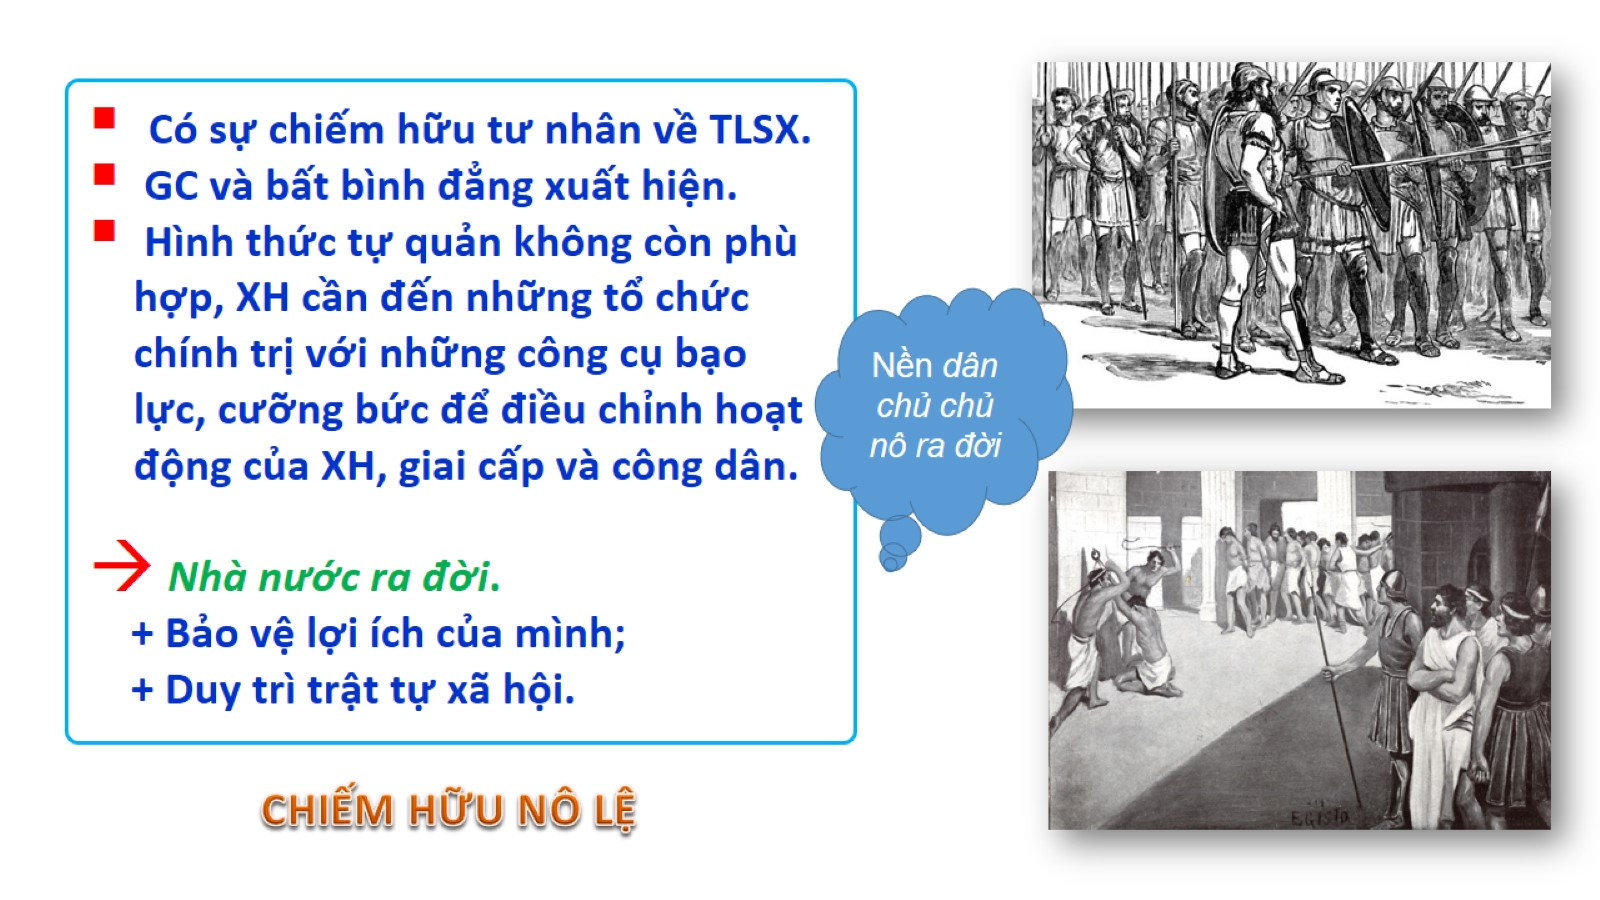 Có sự chiếm hữu tư nhân về TLSX.
GC và bất bình đẳng xuất hiện.
Hình thức tự quản không còn phù
hợp, XH cần đến những tổ chức
chính trị với những công cụ bạo
lực, cưỡng bức để điều chỉnh hoạt
động của XH, giai cấp và công dân.
Nhà nước ra đời.
+ Bảo vệ lợi ích của mình;
+ Duy trì trật tự xã hội.
CHIẾM HỮU NÔ LỆ
Nền dân
chủ chủ
nô ra đời